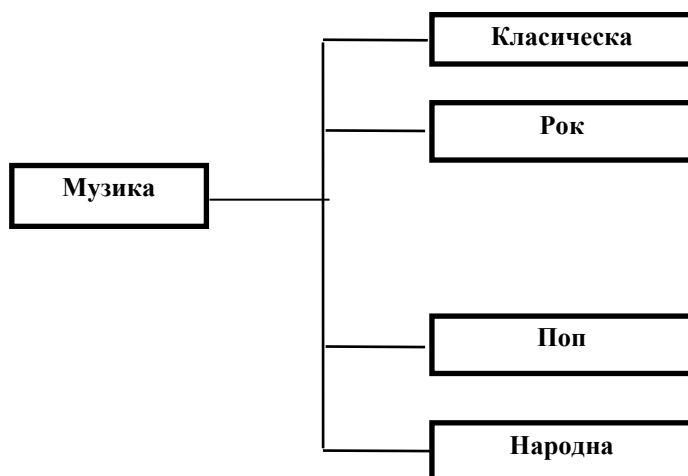 Класическа
Рок
Музика
Поп
Народна